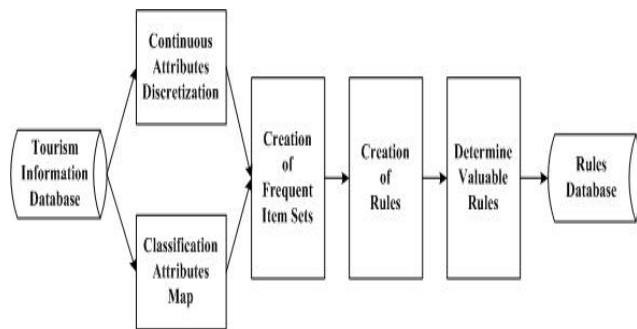 Tourism
Information
Database
Continuous
Attributes
Discretization
Classification
Attributes
Map
Creation
of
Frequent
Item Sets
Creation
of
Rules
Determine
Valuable
Rules
Rules
Database